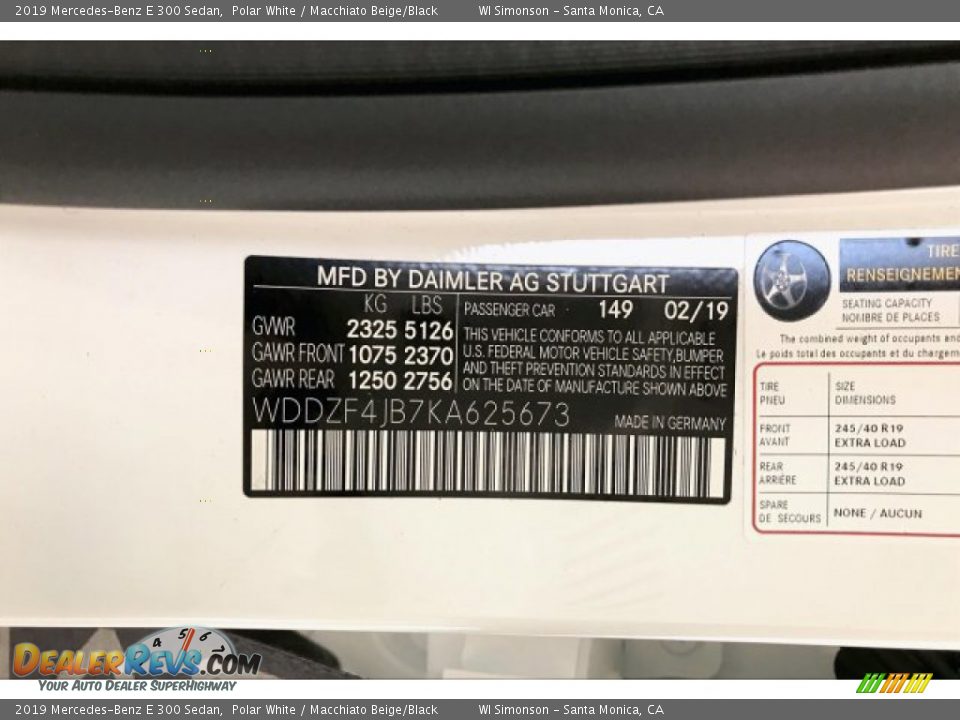 2019 Mercedes-Benz E 300 Sedan, Polar White / Macchiato Beige/Black WI Simonson - Santa Monica, CA
MFD BY DAIMLER AG STUTTGART
KG LBS
GVWR 2325 5126
GAWR FRONT 1075 2370
GAWR REAR 1250 2756
PASSENGER CAR 149 02/19
THIS VEHICLE CONFORMS TO ALL APPLICABLE
U.S. FEDERAL MOTOR VEHICLE SAFETY, BUMPER
AND THEFT PREVENTION STANDARDS IN EFFECT
ON THE DATE OF MANUFACTURE SHOWN ABOVE
WDDZF4JB7KA625673 MADE IN GERMANY
TIRE
SEATING CAPACITY
NOMBRE DE PLACES
The combined weight of occupants
Le poids total des occupants et du
TIRE SIZE
PNEU DIMENSIONS
FRONT 245/40 R19
AVANT EXTRA LOAD
REAR 245/40 R19
ARRIÈRE EXTRA LOAD
SPARE
DE SECOURS NONE / AUCUN
4 5 6
DEALERREVS.COM
YOUR AUTO DEALER SUPERHIGHWAY
2019 Mercedes-Benz E 300 Sedan, Polar White / Macchiato Beige/Black WI Simonson - Santa Monica, CA